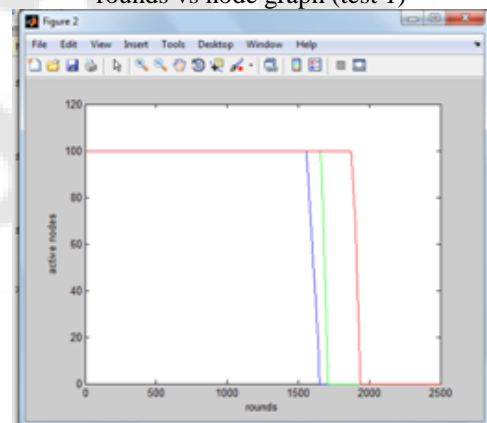 rounds vs node graph (test 1)
Figure 2
File Edit View Insert Tools Desktop Window Help
120
100
80
60
40
20
0
active nodes
0 500 1000 1500 2000 2500
rounds